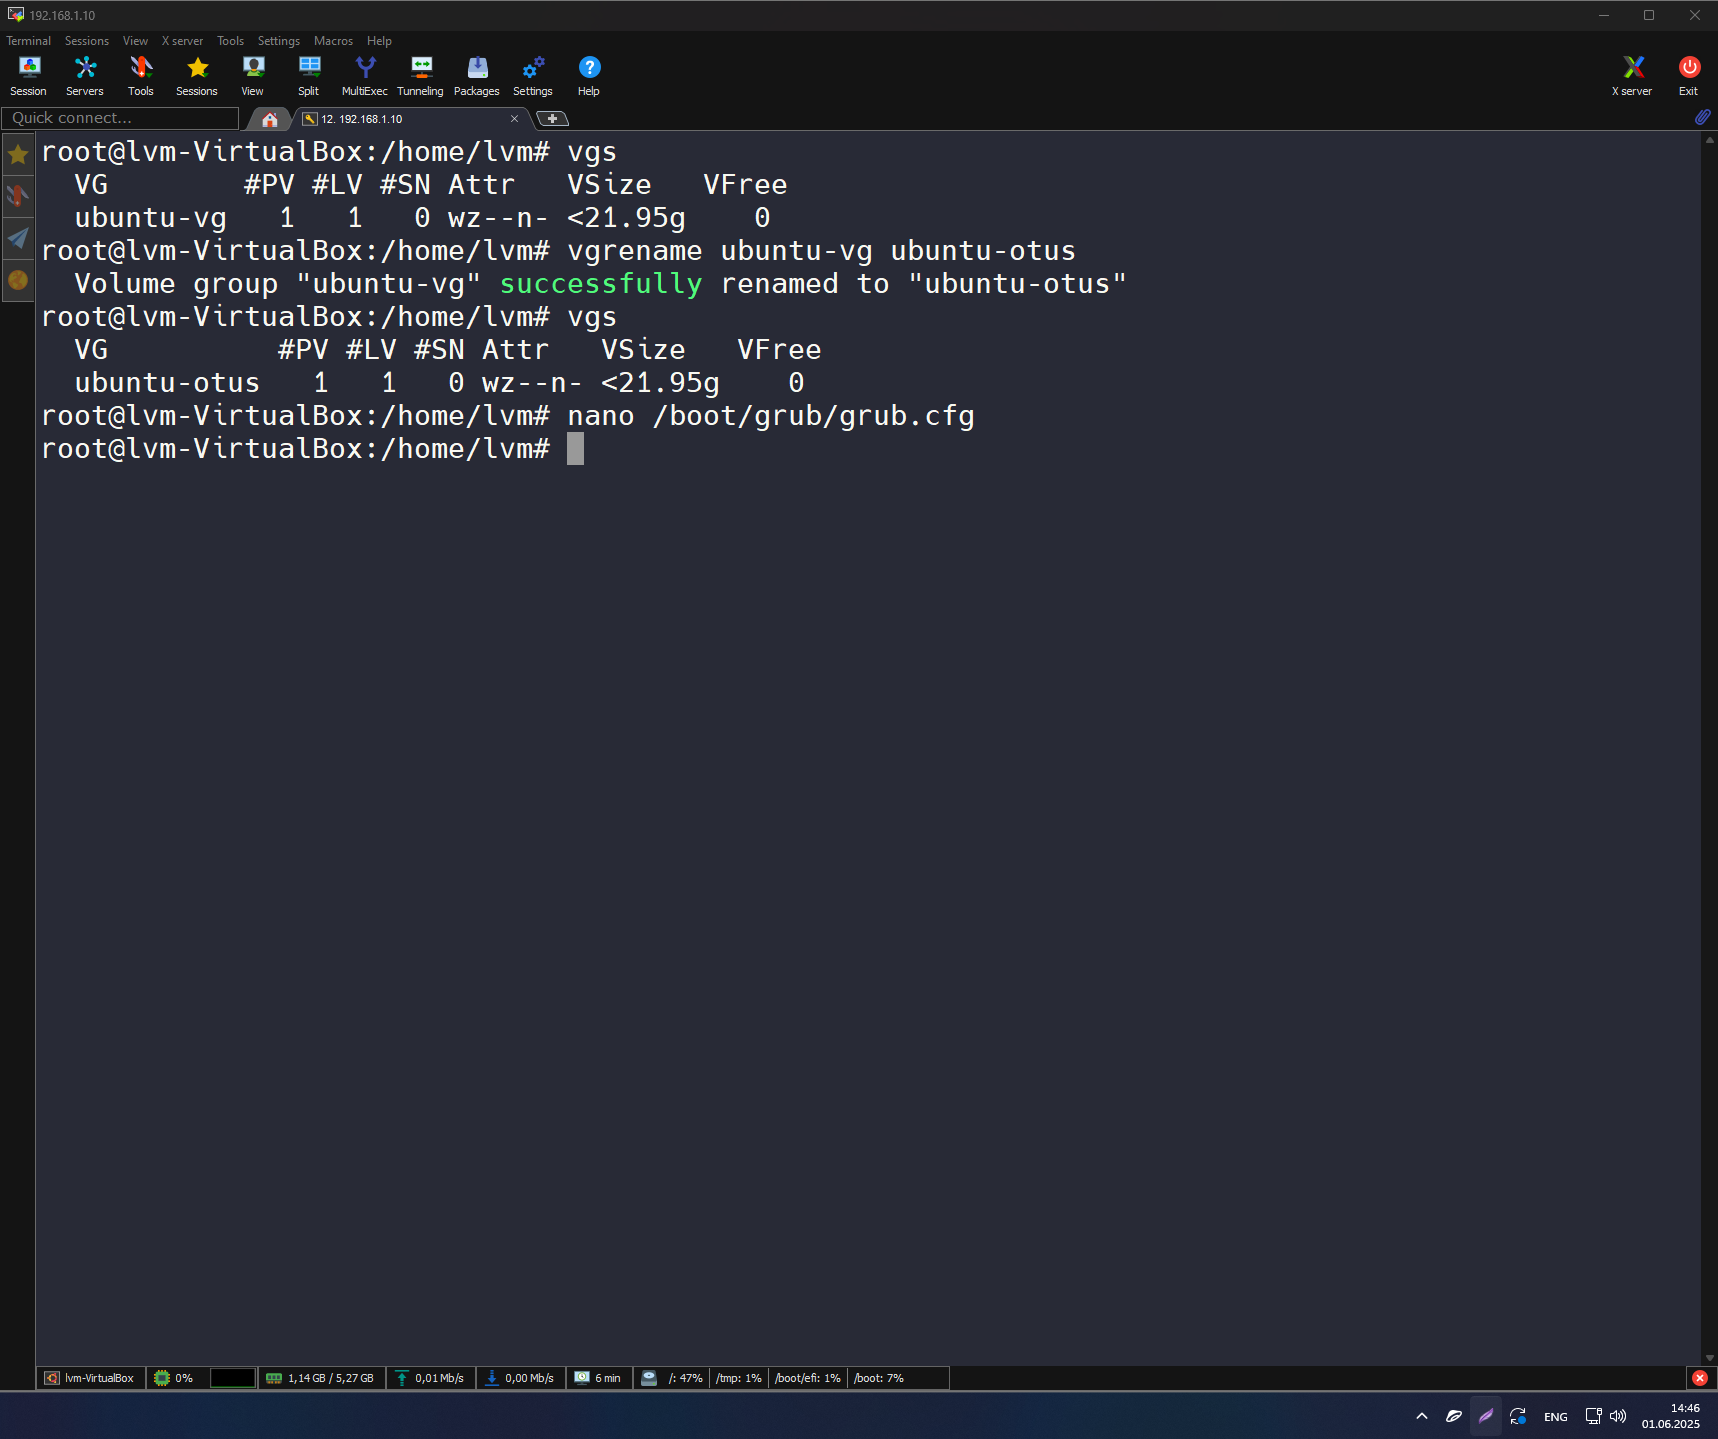 192.168.1.10
Terminal Sessions View X server Tools Settings Macros Help
Session Servers Tools Sessions View Split MultiExec Tunneling Packages Settings Help X server Exit
Quick connect... 12. 192.168.1.10
root@lvm-VirtualBox:/home/lvm# vgs
  VG        #PV #LV #SN Attr   VSize   VFree
  ubuntu-vg   1   1   0 wz--n- <21.95g    0
root@lvm-VirtualBox:/home/lvm# vgrename ubuntu-vg ubuntu-otus
  Volume group "ubuntu-vg" successfully renamed to "ubuntu-otus"
root@lvm-VirtualBox:/home/lvm# vgs
  VG          #PV #LV #SN Attr   VSize   VFree
  ubuntu-otus   1   1   0 wz--n- <21.95g    0
root@lvm-VirtualBox:/home/lvm# nano /boot/grub/grub.cfg
root@lvm-VirtualBox:/home/lvm#
lvm-VirtualBox 0% 1,14 GB / 5,27 GB 0,01 Mb/s 0,00 Mb/s 6 min /: 47% /tmp: 1% /boot/efi: 1% /boot: 7%
ENG 14:46
01.06.2025